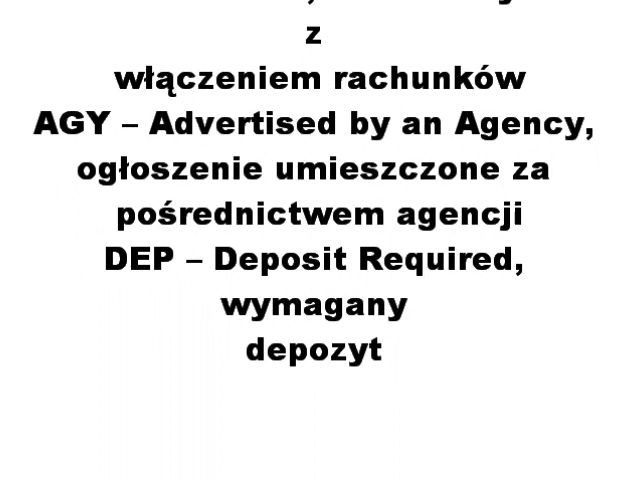 z
włączeniem rachunków
AGY – Advertised by an Agency,
ogłoszenie umieszczone za
pośrednictwem agencji
DEP – Deposit Required,
wymagany
depozyt